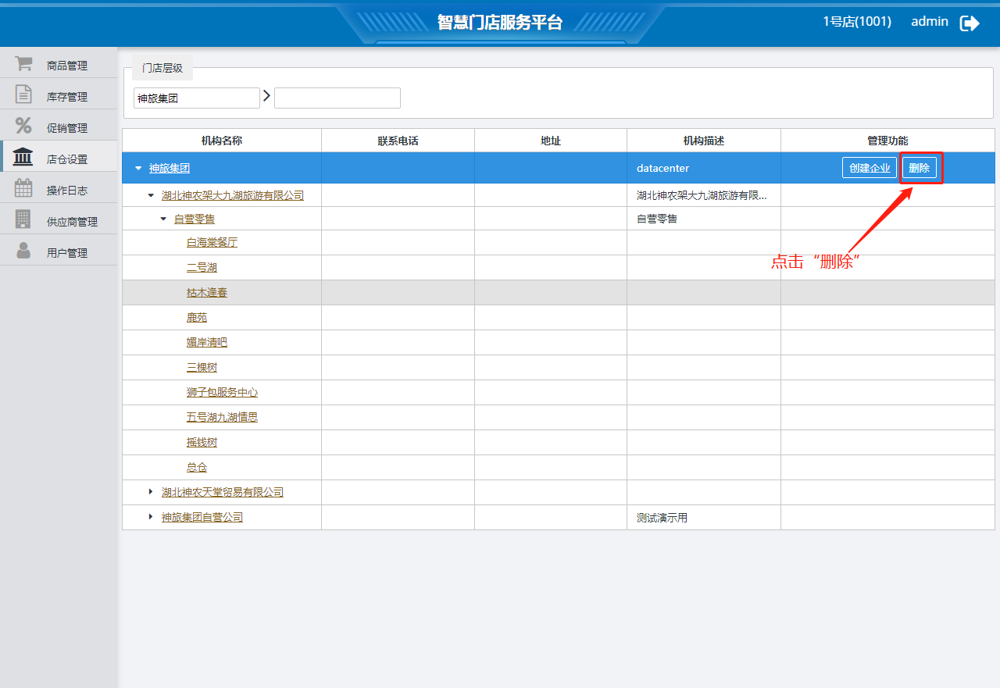 智慧门店服务平台
1号店(1001) admin
商品管理
库存管理
促销管理
店仓设置
操作日志
供应商管理
用户管理
门店层级
神旅集团
机构名称 联系电话 地址 机构描述 管理功能
神旅集团 datacenter 创建企业 删除
湖北神农架大九湖旅游有限公司 湖北神农架大九湖旅游有限...
自营零售 自营零售
白海棠餐厅
点击“删除”
二号湖
枯木逢春
鹿苑
媚岸清吧
三棵树
狮子包服务中心
五号湖九湖情思
摇钱树
总仓
湖北神农天堂贸易有限公司
神旅集团自营公司 测试演示用